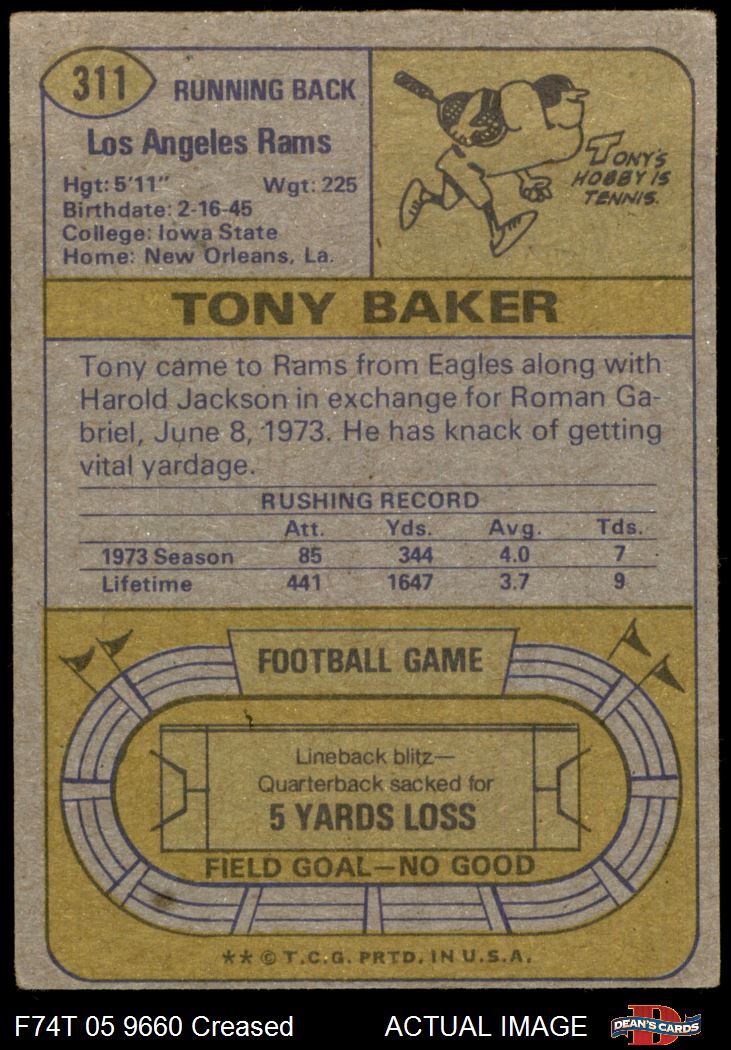 311
RUNNING BACK
Los Angeles Rams
Hgt: 5'11" Wgt: 225
Birthdate: 2-16-45
College: Iowa State
Home: New Orleans, La.
TONY'S
HOBBY IS
TENNIS.
TONY BAKER
Tony came to Rams from Eagles along with
Harold Jackson in exchange for Roman Ga-
briel, June 8, 1973. He has knack of getting
vital yardage.
RUSHING RECORD
Att. Yds. Avg. Tds.
1973 Season 85 344 4.0 7
Lifetime 441 1647 3.7 9
FOOTBALL GAME
Lineback blitz—
Quarterback sacked for
5 YARDS LOSS
FIELD GOAL—NO GOOD
** © T.C.G. PRTD. IN U.S.A.
F74T 05 9660 Creased ACTUAL IMAGE
D
DEAN'S CARDS